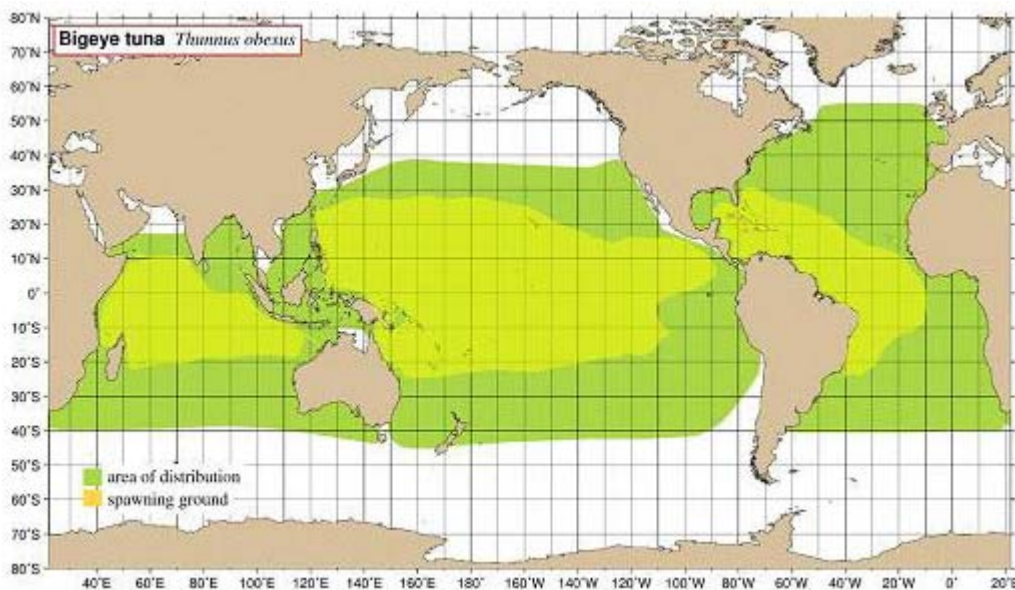 80°N
Bigeye tuna Thunnus obesus
70°N
60°N
50°N
40°N
30°N
20°N
10°N
0°
10°S
20°S
30°S
40°S
50°S
area of distribution
60°S
spawning ground
70°S
80°S
40°E 60°E 80°E 100°E 120°E 140°E 160°E 180° 160°W 140°W 120°W 100°W 80°W 60°W 40°W 20°W 0° 20°E